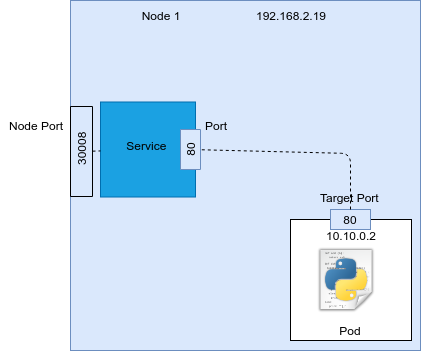 Node 1
192.168.2.19
Node Port
30008
Service
80
Port
Target Port
80
10.10.0.2
Pod